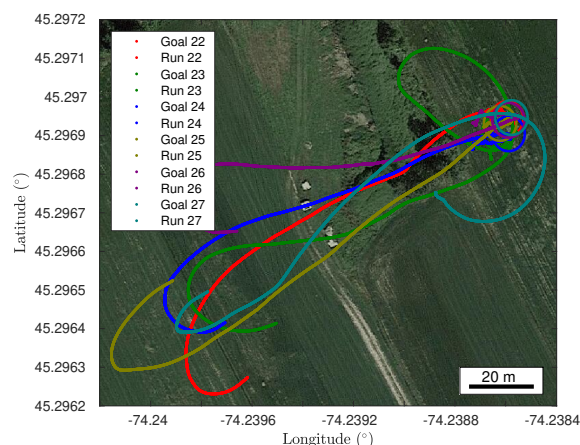 45.2972
45.2971
45.297
45.2969
45.2968
45.2967
45.2966
45.2965
45.2964
45.2963
45.2962
Latitude (°)
Goal 22
Run 22
Goal 23
Run 23
Goal 24
Run 24
Goal 25
Run 25
Goal 26
Run 26
Goal 27
Run 27
20 m
-74.24 -74.2396 -74.2392 -74.2388 -74.2384
Longitude (°)